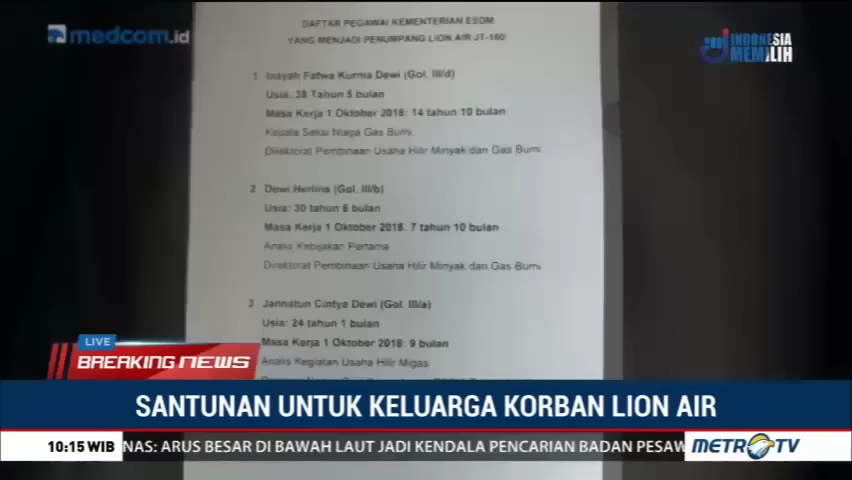 medcom.id
INDONESIA
MEMILIH
DAFTAR PEGAWAI KEMENTERIAN ESDM
YANG MENJADI PENUMPANG LION AIR JT-160
1 Inayah Fatwa Kurnia Dewi (Gol. III/d)
Usia: 38 Tahun 5 bulan
Masa Kerja 1 Oktober 2018: 14 tahun 10 bulan
Kepala Seksi Niaga Gas Bumi
Direktorat Pembinaan Usaha Hilir Minyak dan Gas Bumi
2 Dewi Herlina (Gol. III/b)
Usia: 30 tahun 6 bulan
Masa Kerja 1 Oktober 2018: 7 tahun 10 bulan
Analis Kebijakan Pertama
Direktorat Pembinaan Usaha Hilir Minyak dan Gas Bumi
3 Jannatun Cintya Dewi (Gol. III/a)
Usia: 24 tahun 1 bulan
Masa Kerja 1 Oktober 2018: 9 bulan
Analis Kegiatan Usaha Hilir Migas
LIVE
BREAKING NEWS
SANTUNAN UNTUK KELUARGA KORBAN LION AIR
10:15 WIB NAS: ARUS BESAR DI BAWAH LAUT JADI KENDALA PENCARIAN BADAN PESAW
METRO TV